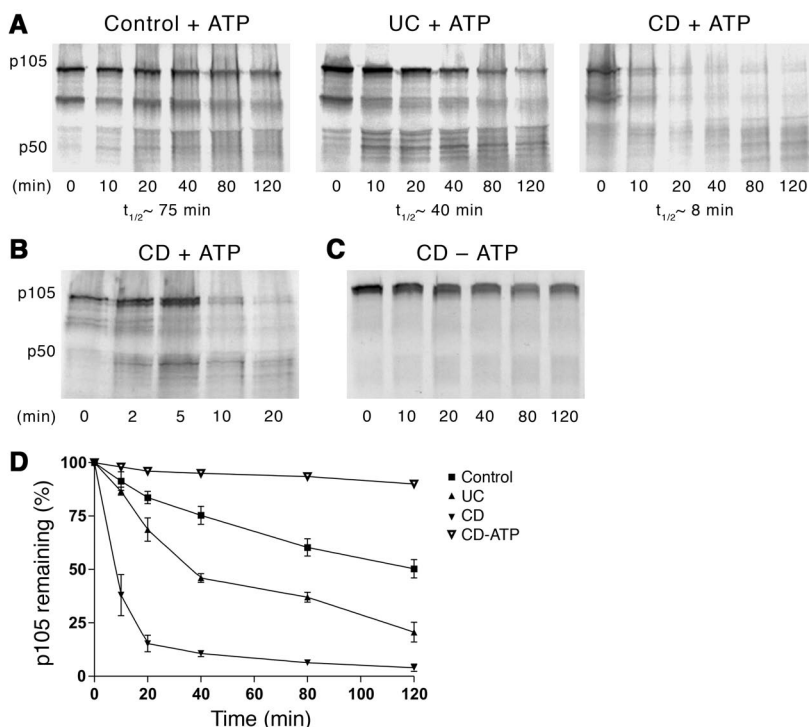 A
Control + ATP
UC + ATP
CD + ATP
p105
p50
(min) 0 10 20 40 80 120
0 10 20 40 80 120
0 10 20 40 80 120
t1/2~ 75 min
t1/2~ 40 min
t1/2~ 8 min
B
CD + ATP
C
CD – ATP
p105
p50
(min) 0 2 5 10 20
0 10 20 40 80 120
D
p105 remaining (%)
100
75
50
25
0
0 20 40 60 80 100 120
Time (min)
Control
UC
CD
CD-ATP